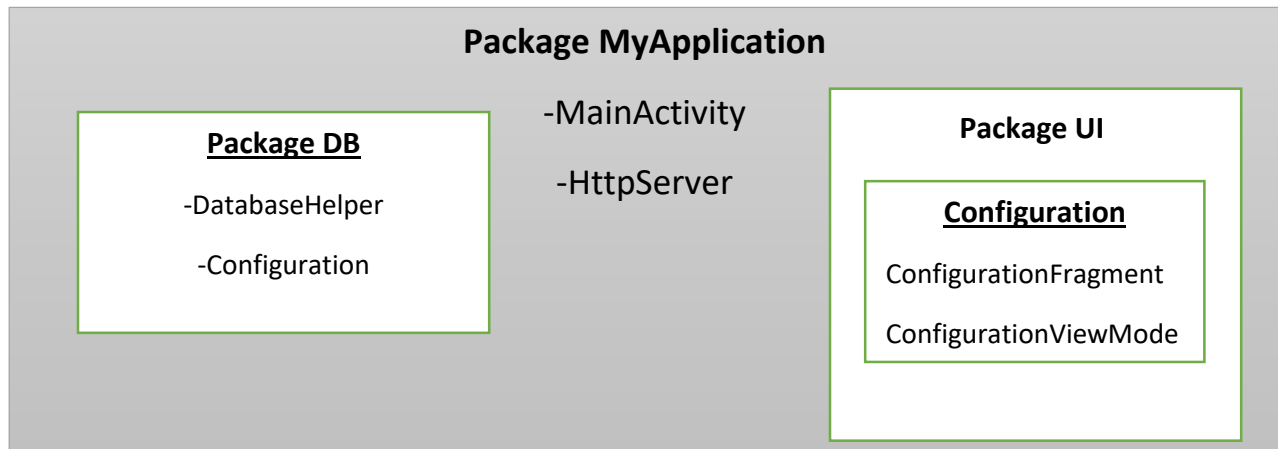 Package MyApplication
-MainActivity
-HttpServer
Package DB
-DatabaseHelper
-Configuration
Package UI
Configuration
ConfigurationFragment
ConfigurationViewMode